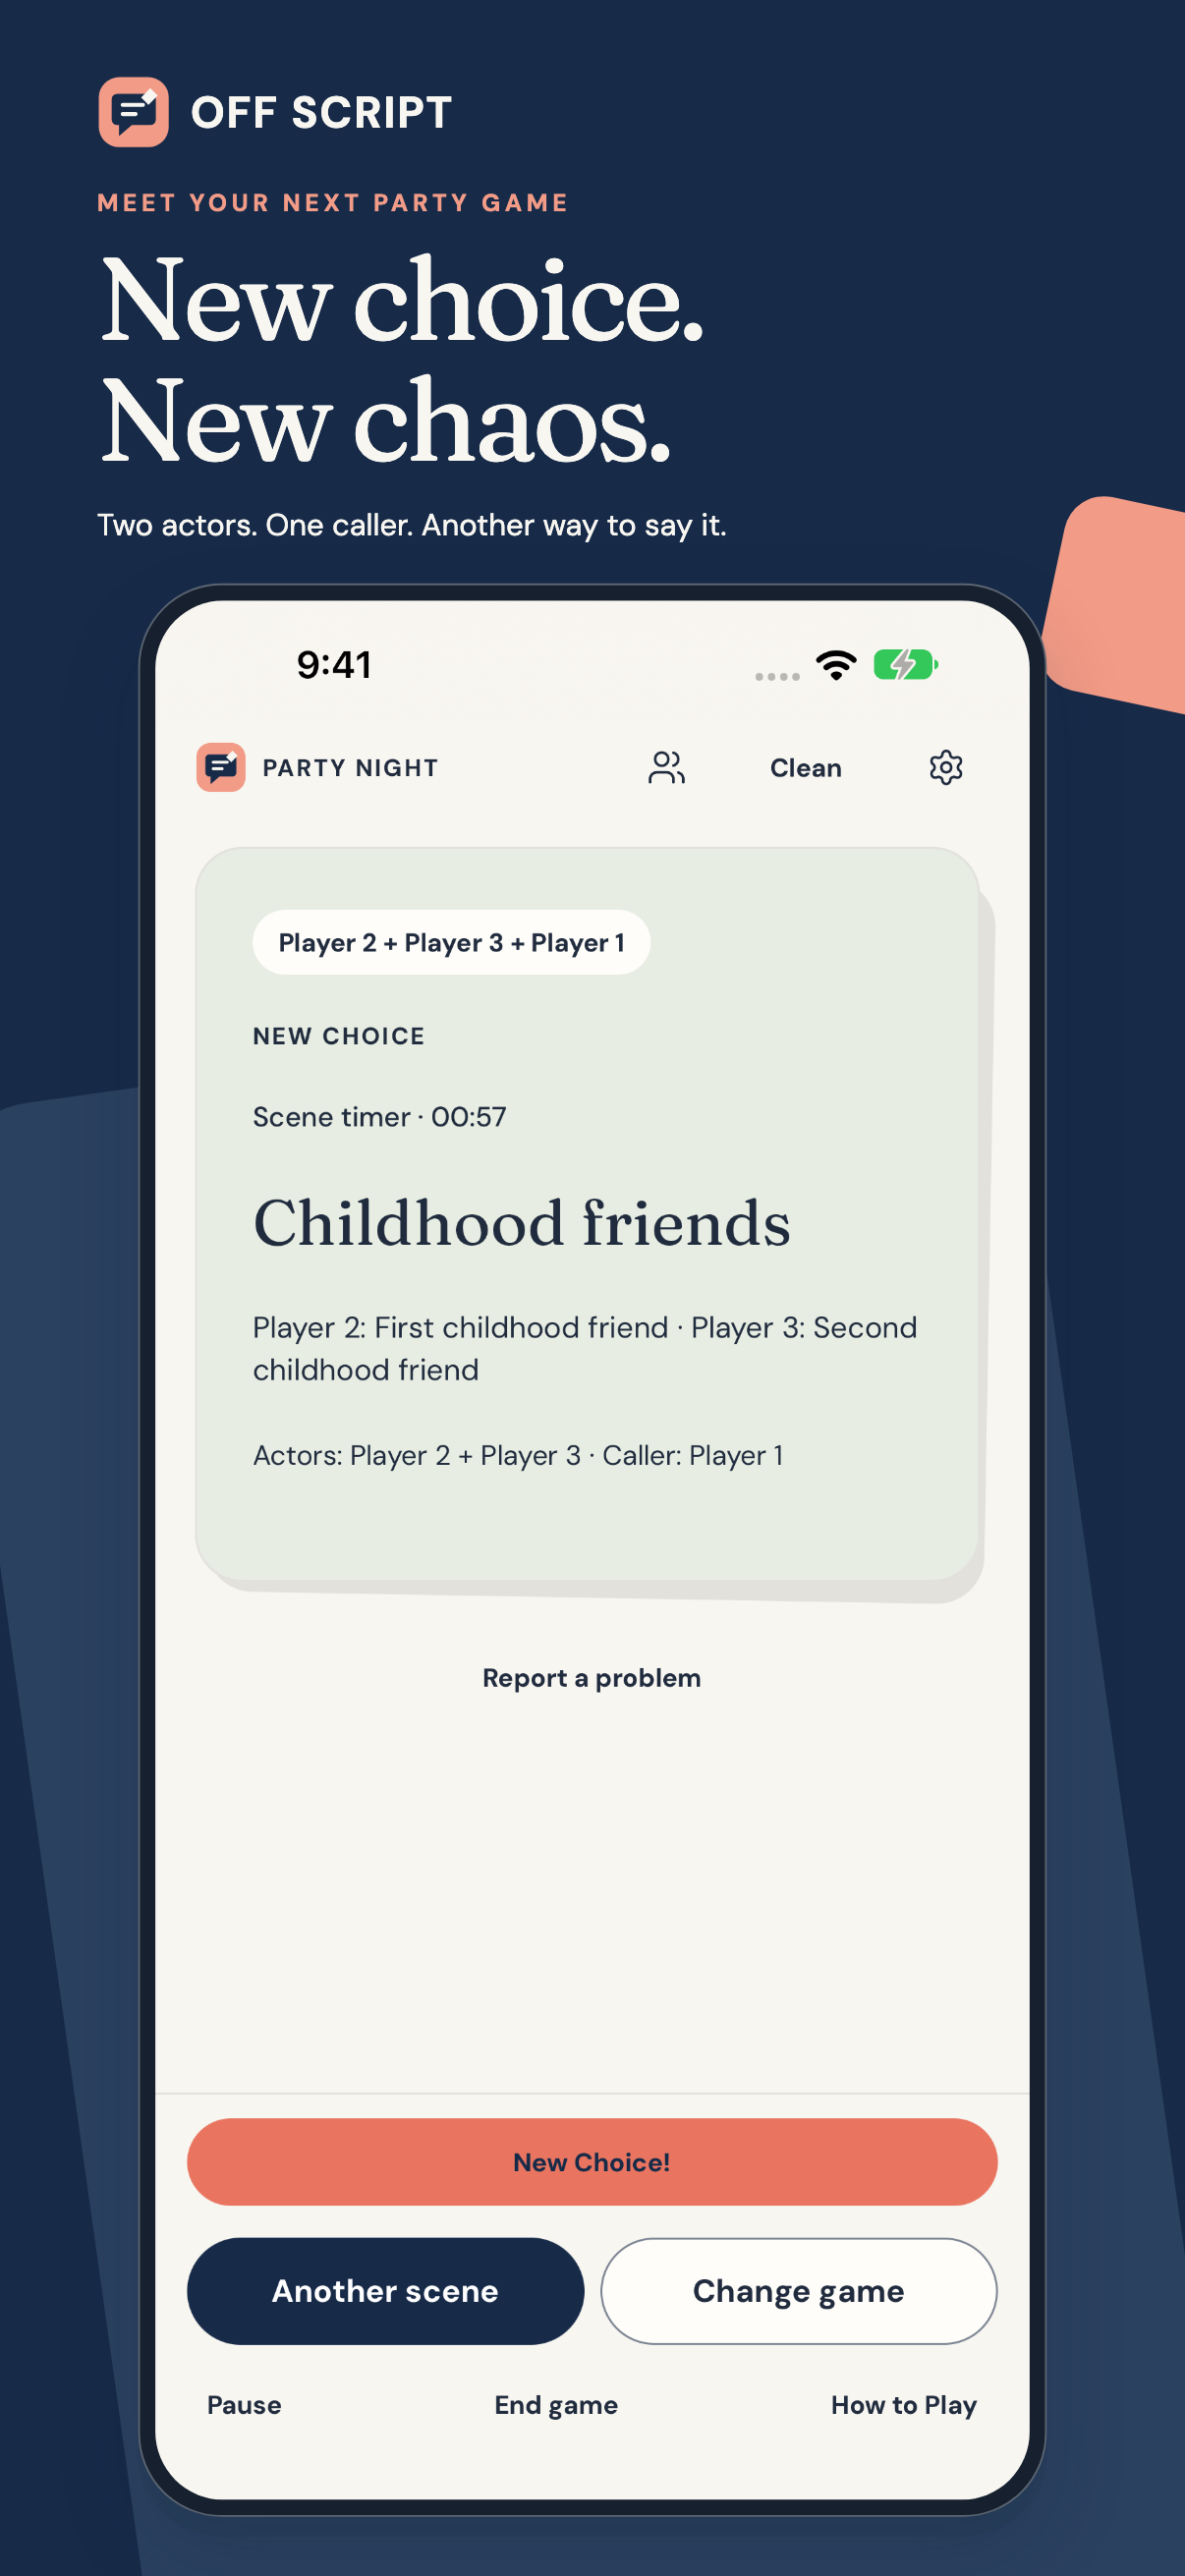 OFF SCRIPT
MEET YOUR NEXT PARTY GAME
New choice.
New chaos.
Two actors. One caller. Another way to say it.
9:41
PARTY NIGHT
Clean
Player 2 + Player 3 + Player 1
NEW CHOICE
Scene timer · 00:57
Childhood friends
Player 2: First childhood friend · Player 3: Second
childhood friend
Actors: Player 2 + Player 3 · Caller: Player 1
Report a problem
New Choice!
Another scene
Change game
Pause
End game
How to Play